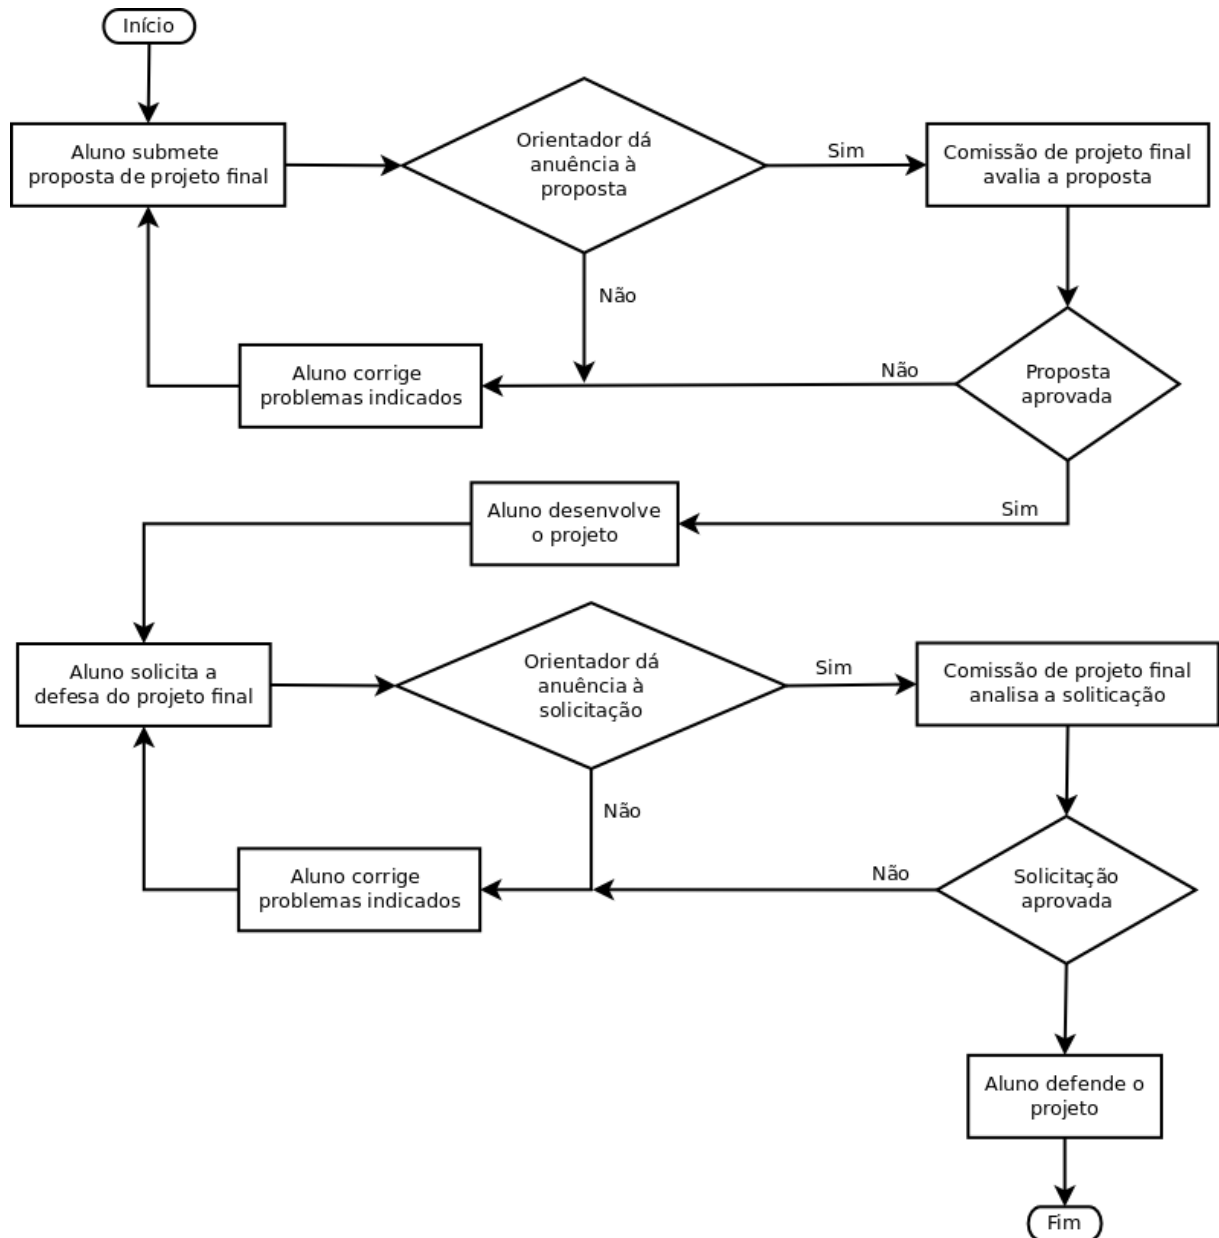 Início
Aluno submete
proposta de projeto final
Orientador dá
anuência à
proposta
Sim
Comissão de projeto final
avalia a proposta
Não
Aluno corrige
problemas indicados
Não
Proposta
aprovada
Aluno desenvolve
o projeto
Sim
Aluno solicita a
defesa do projeto final
Orientador dá
anuência à
solicitação
Sim
Comissão de projeto final
analisa a soliticação
Não
Aluno corrige
problemas indicados
Não
Solicitação
aprovada
Aluno defende o
projeto
Fim